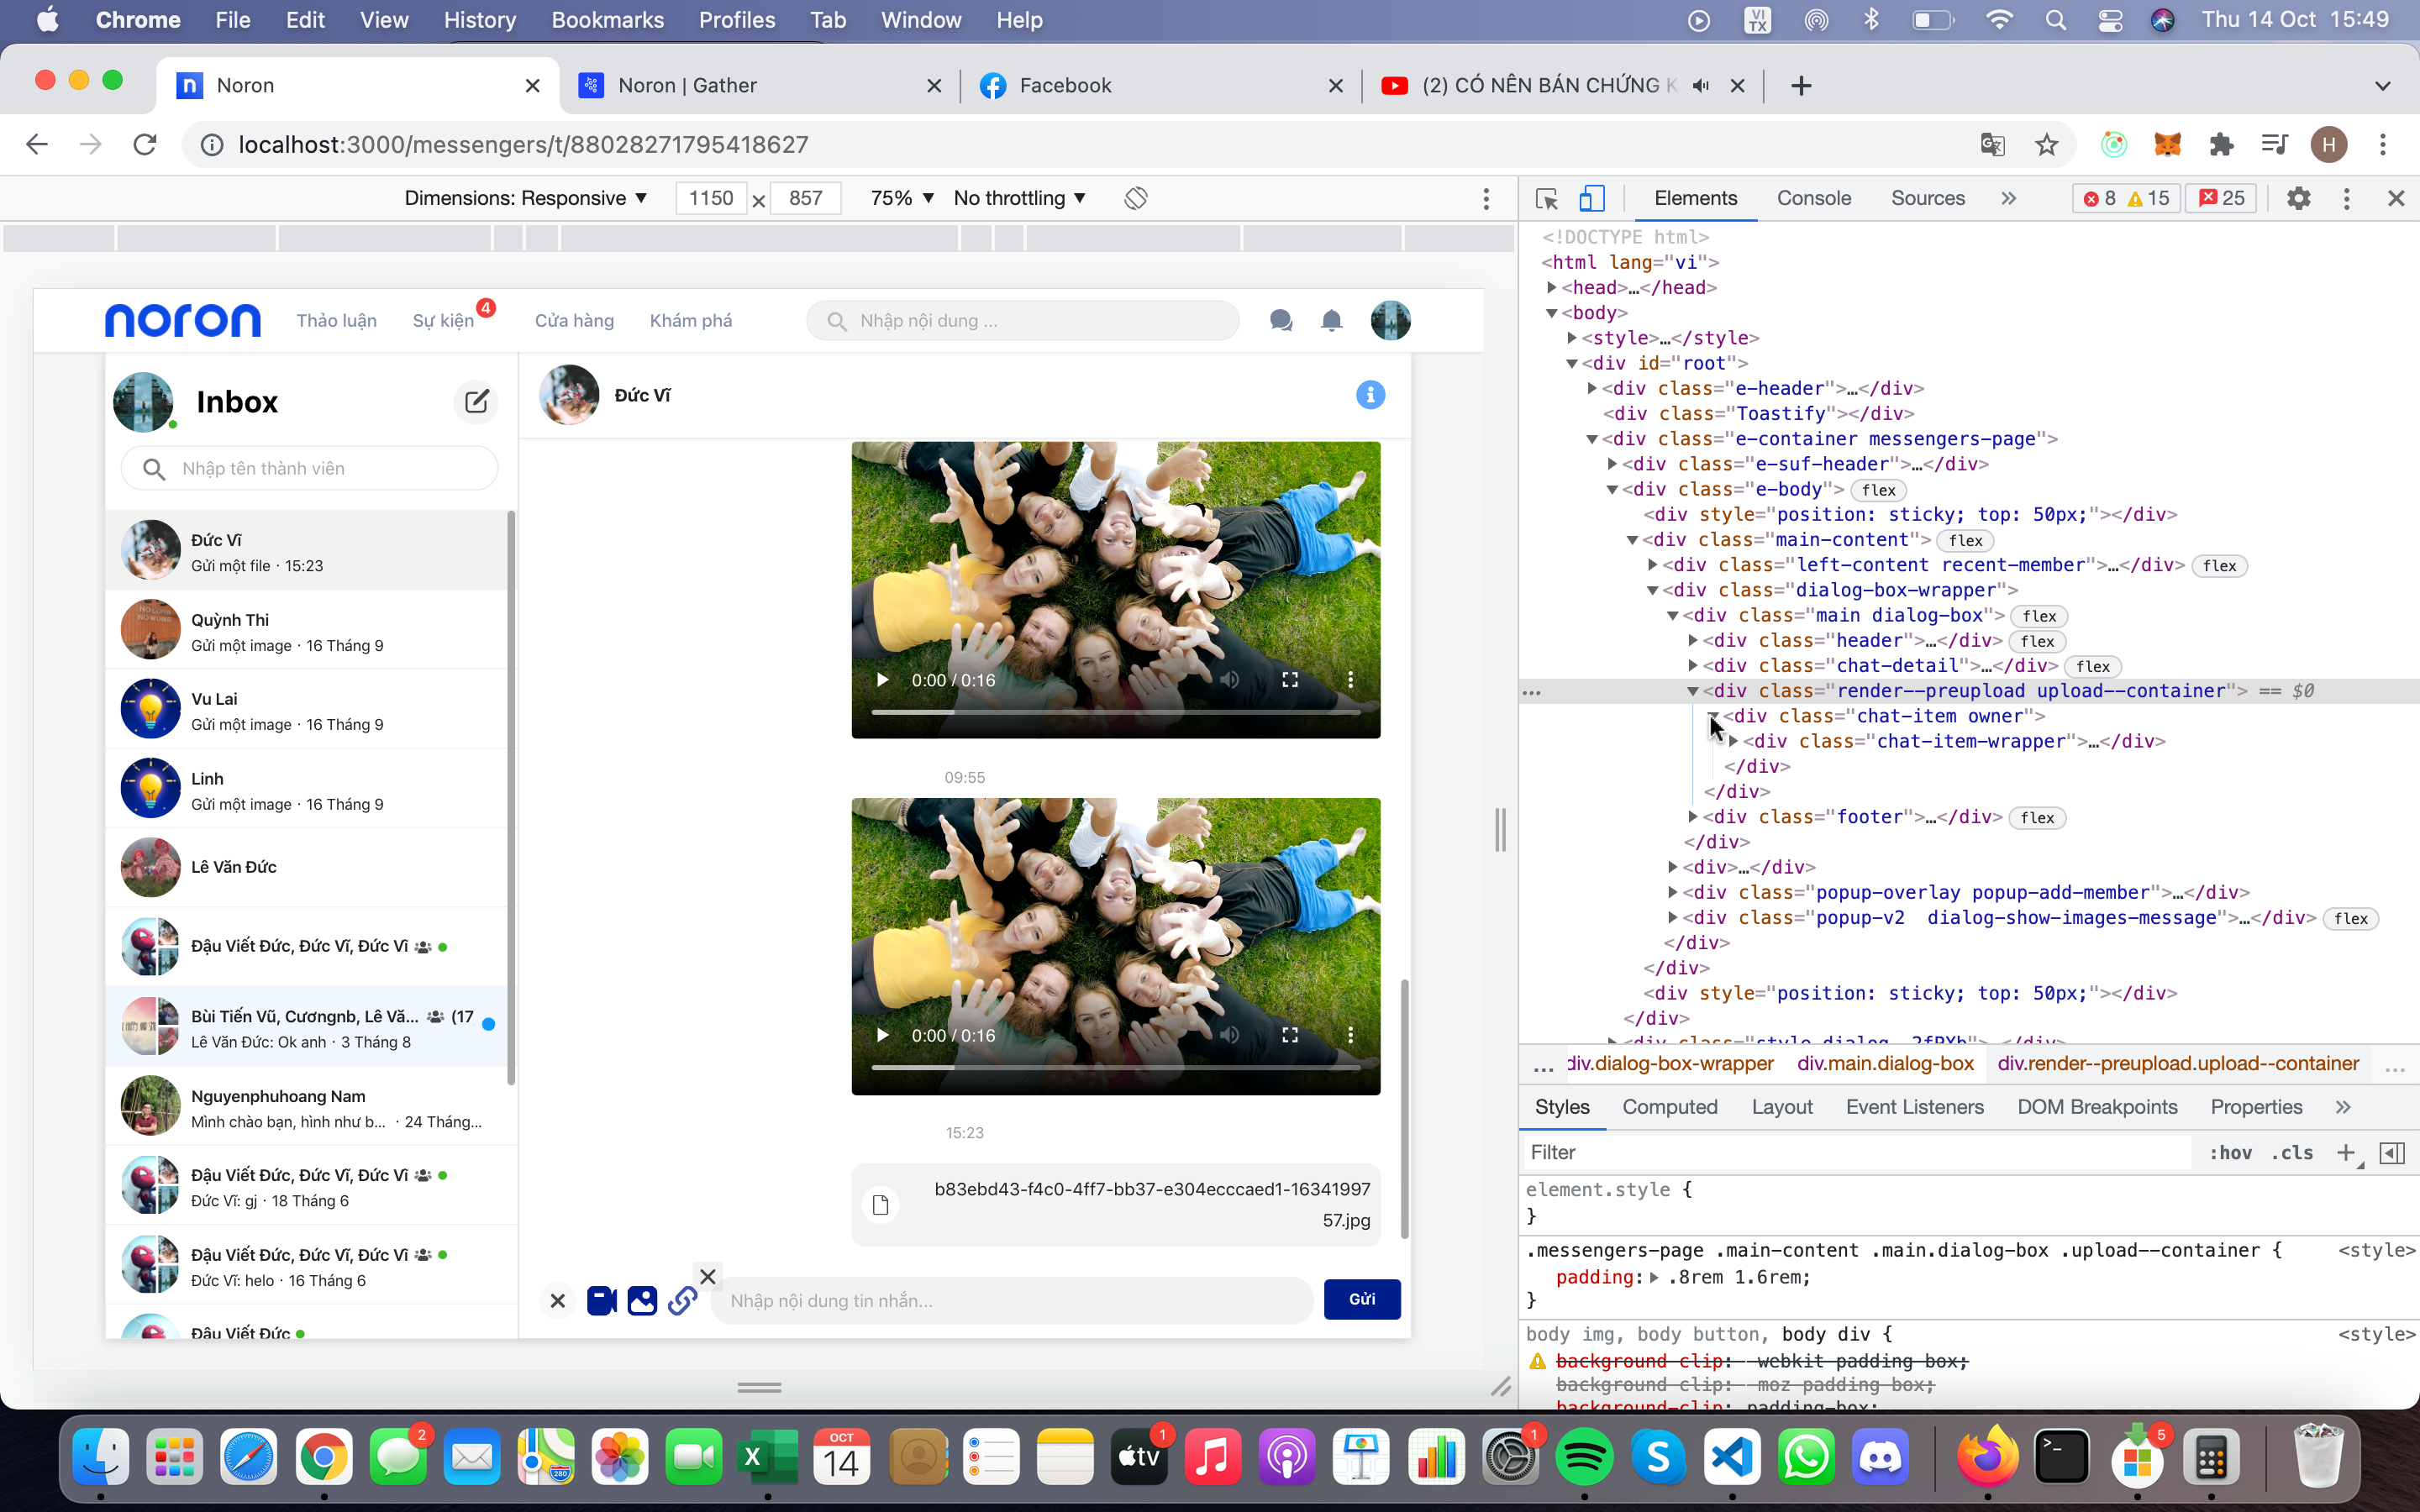 Chrome File Edit View History Bookmarks Profiles Tab Window Help VI TX Thu 14 Oct 15:49
Noron Noron | Gather Facebook (2) CÓ NÊN BÁN CHỨNG K
localhost:3000/messengers/t/88028271795418627 H
Dimensions: Responsive ▼ 1150 × 857 75% ▼ No throttling ▼
noron Thảo luận Sự kiện 4 Cửa hàng Khám phá Nhập nội dung ...
Inbox
Nhập tên thành viên
Đức Vĩ
Gửi một file · 15:23
Quỳnh Thi
Gửi một image · 16 Tháng 9
Vu Lai
Gửi một image · 16 Tháng 9
Linh
Gửi một image · 16 Tháng 9
Lê Văn Đức
Đậu Viết Đức, Đức Vĩ, Đức Vĩ
Bùi Tiến Vũ, Cươngnb, Lê Vă... (17
Lê Văn Đức: Ok anh · 3 Tháng 8
Nguyenphuhoang Nam
Mình chào bạn, hình như b... · 24 Tháng...
Đậu Viết Đức, Đức Vĩ, Đức Vĩ
Đức Vĩ: gj · 18 Tháng 6
Đậu Viết Đức, Đức Vĩ, Đức Vĩ
Đức Vĩ: helo · 16 Tháng 6
Đậu Viết Đức
Đức Vĩ
0:00 / 0:16
09:55
0:00 / 0:16
15:23
b83ebd43-f4c0-4ff7-bb37-e304ecccaed1-16341997
57.jpg
Nhập nội dung tin nhắn... Gửi
Elements Console Sources » 8 15 25
<!DOCTYPE html>
<html lang="vi">
<head>…</head>
<body>
<style>…</style>
<div id="root">
<div class="e-header">…</div>
<div class="Toastify"></div>
<div class="e-container messengers-page">
<div class="e-suf-header">…</div>
<div class="e-body"> flex
<div style="position: sticky; top: 50px;"></div>
<div class="main-content"> flex
<div class="left-content recent-member">…</div> flex
<div class="dialog-box-wrapper">
<div class="main dialog-box"> flex
<div class="header">…</div> flex
<div class="chat-detail">…</div> flex
<div class="render--preupload upload--container"> == $0
<div class="chat-item owner">
<div class="chat-item-wrapper">…</div>
</div>
</div>
<div class="footer">…</div> flex
</div>
<div>…</div>
<div class="popup-overlay popup-add-member">…</div>
<div class="popup-v2  dialog-show-images-message">…</div> flex
</div>
</div>
<div style="position: sticky; top: 50px;"></div>
</div>
… div.dialog-box-wrapper div.main.dialog-box div.render--preupload.upload--container …
Styles Computed Layout Event Listeners DOM Breakpoints Properties »
Filter :hov .cls +
element.style {
}
.messengers-page .main-content .main.dialog-box .upload--container { <style>
padding: .8rem 1.6rem;
}
body img, body button, body div { <style>
background-clip: -webkit-padding-box;
background-clip: -moz-padding-box;
background-clip: padding-box;
2 280 OCT 14 tv 1 1 5